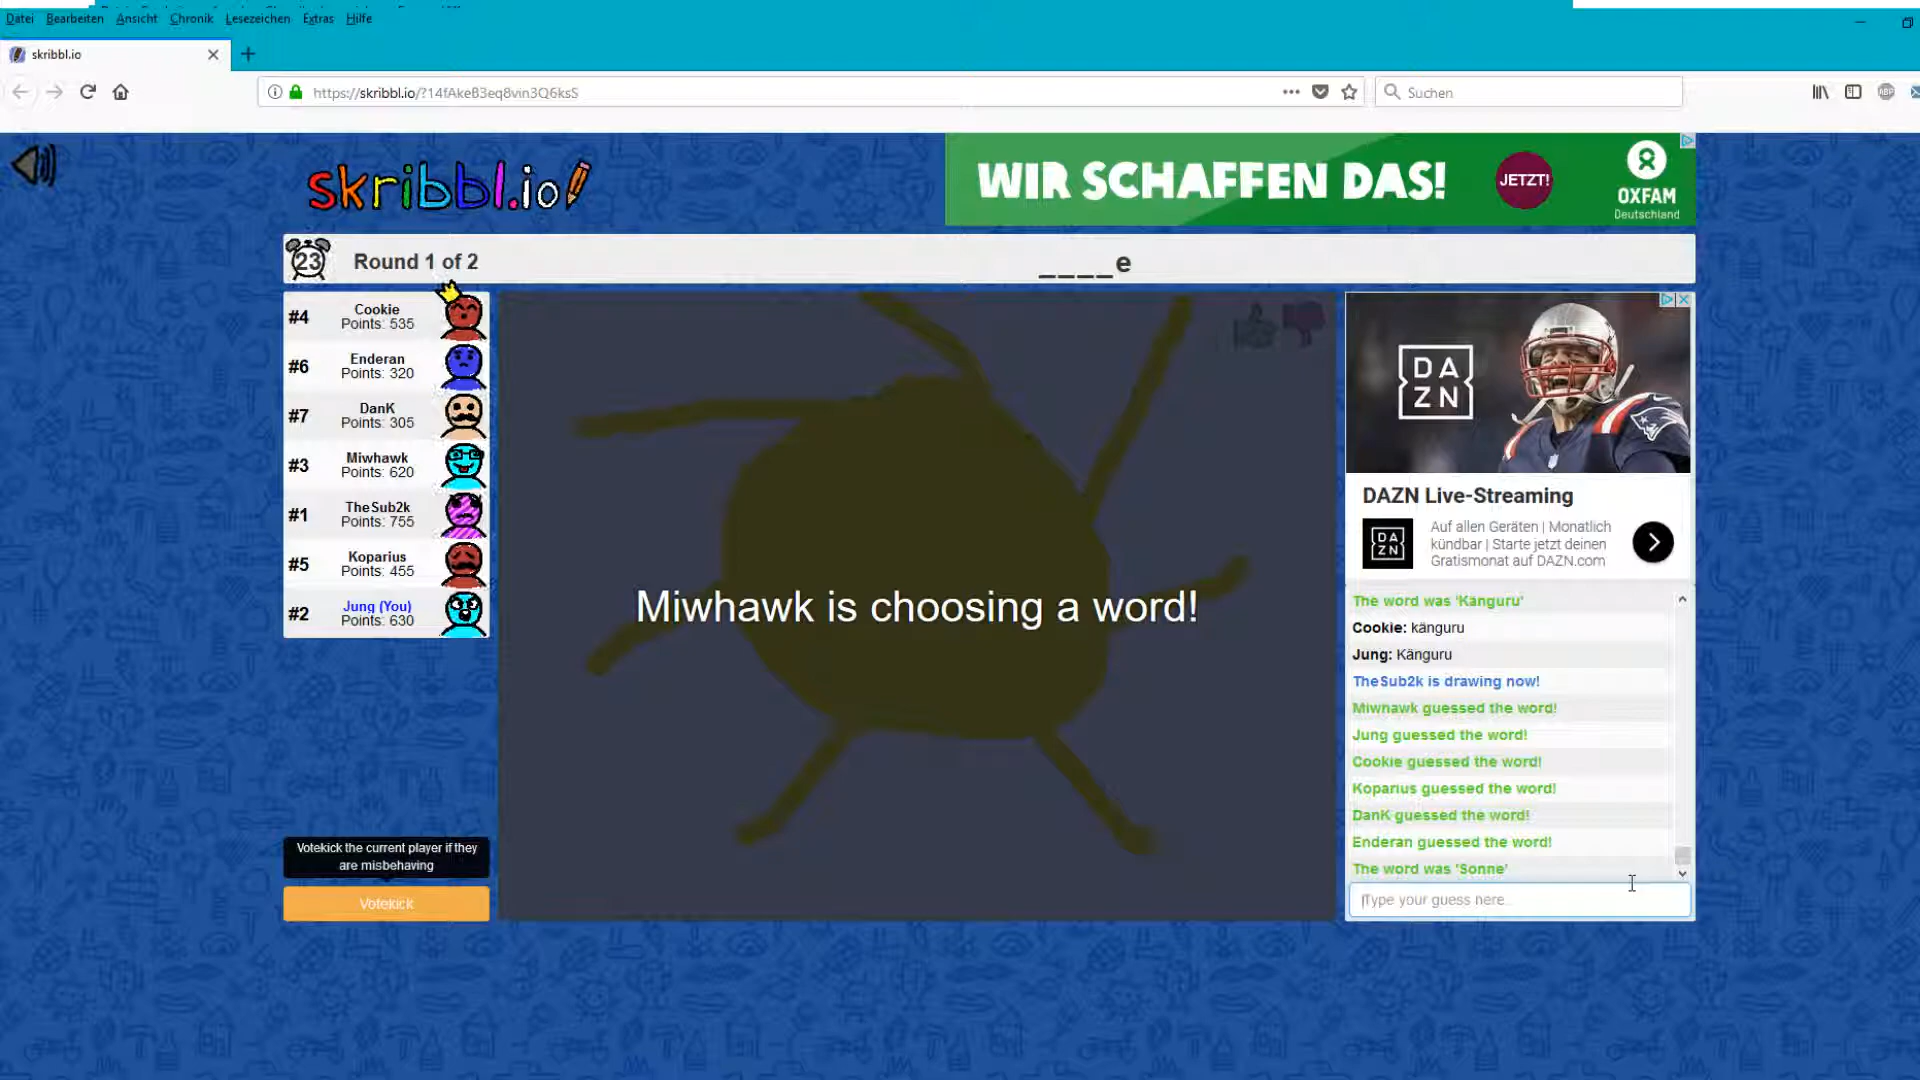 Datei Bearbeiten Ansicht Chronik Lesezeichen Extras Hilfe
skribbl.io
https://skribbl.io/?14fAkeB3eq8vin3Q6ksS
Suchen
ABP
skribbl.io
WIR SCHAFFEN DAS!
JETZT!
OXFAM
Deutschland
23
Round 1 of 2
____e
#4 Cookie
Points: 535
#6 Enderan
Points: 320
#7 DanK
Points: 305
#3 Miwhawk
Points: 620
#1 TheSub2k
Points: 755
#5 Koparius
Points: 455
#2 Jung (You)
Points: 630
Votekick the current player if they
are misbehaving
Votekick
Miwhawk is choosing a word!
DA
ZN
DAZN Live-Streaming
DA
ZN
Auf allen Geräten | Monatlich
kündbar | Starte jetzt deinen
Gratismonat auf DAZN.com
The word was 'Känguru'
Cookie: känguru
Jung: Känguru
TheSub2k is drawing now!
Miwhawk guessed the word!
Jung guessed the word!
Cookie guessed the word!
Koparius guessed the word!
DanK guessed the word!
Enderan guessed the word!
The word was 'Sonne'
Type your guess here...